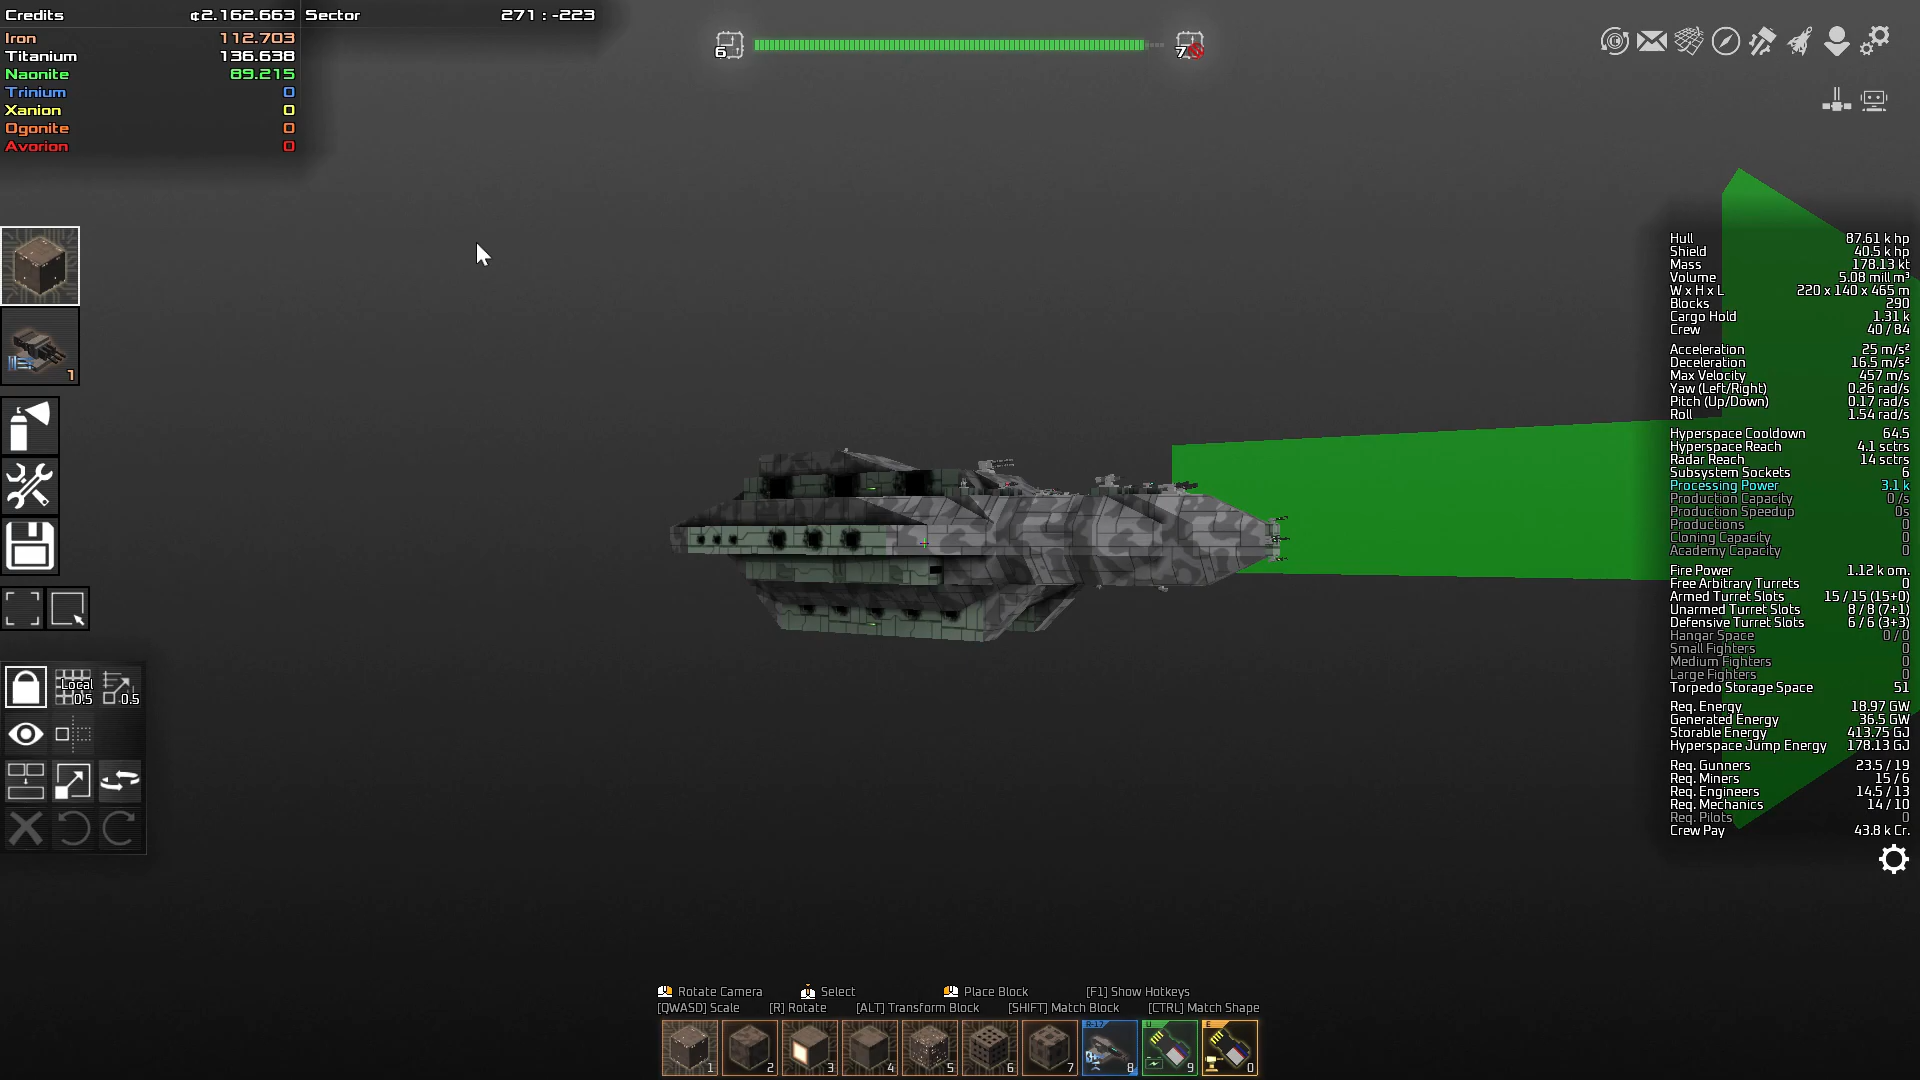 Credits ¢2.162.663 Sector 271 : -223
Iron 112.703
Titanium 136.638
Naonite 89.215
Trinium 0
Xanion 0
Ogonite 0
Avorion 0
6 7
1
Local
0.5 0.5
Hull 87.61 k hp
Shield 40.5 k hp
Mass 178.13 kt
Volume 5.08 mill m³
W x H x L 220 x 140 x 465 m
Blocks 290
Cargo Hold 1.31 k
Crew 40 / 84
Acceleration 25 m/s²
Deceleration 16.5 m/s²
Max Velocity 457 m/s
Yaw (Left/Right) 0.26 rad/s
Pitch (Up/Down) 0.17 rad/s
Roll 1.54 rad/s
Hyperspace Cooldown 64.5
Hyperspace Reach 4.1 sctrs
Radar Reach 14 sctrs
Subsystem Sockets 6
Processing Power 3.1 k
Production Capacity 0 /s
Production Speedup 0s
Productions 0
Cloning Capacity 0
Academy Capacity 0
Fire Power 1.12 k om.
Free Arbitrary Turrets 0
Armed Turret Slots 15 / 15 (15+0)
Unarmed Turret Slots 8 / 8 (7+1)
Defensive Turret Slots 6 / 6 (3+3)
Hangar Space 0 / 0
Small Fighters 0
Medium Fighters 0
Large Fighters 0
Torpedo Storage Space 51
Req. Energy 18.97 GW
Generated Energy 36.5 GW
Storable Energy 413.75 GJ
Hyperspace Jump Energy 178.13 GJ
Req. Gunners 23.5 / 19
Req. Miners 15 / 6
Req. Engineers 14.5 / 13
Req. Mechanics 14 / 10
Req. Pilots 0
Crew Pay 43.8 k Cr.
Rotate Camera Select Place Block [F1] Show Hotkeys
[QWASD] Scale [R] Rotate [ALT] Transform Block [SHIFT] Match Block [CTRL] Match Shape
1 2 3 4 5 6 7 8 9 0